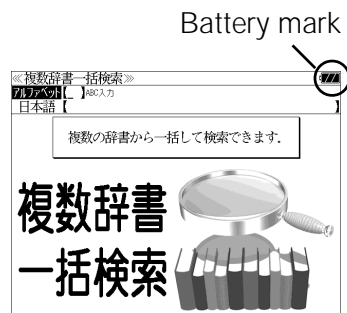 Battery mark
≪複数辞書一括検索≫
アルファベット【_ 】ABC入力
日本語【 】
複数の辞書から一括して検索できます.
複数辞書
一括検索